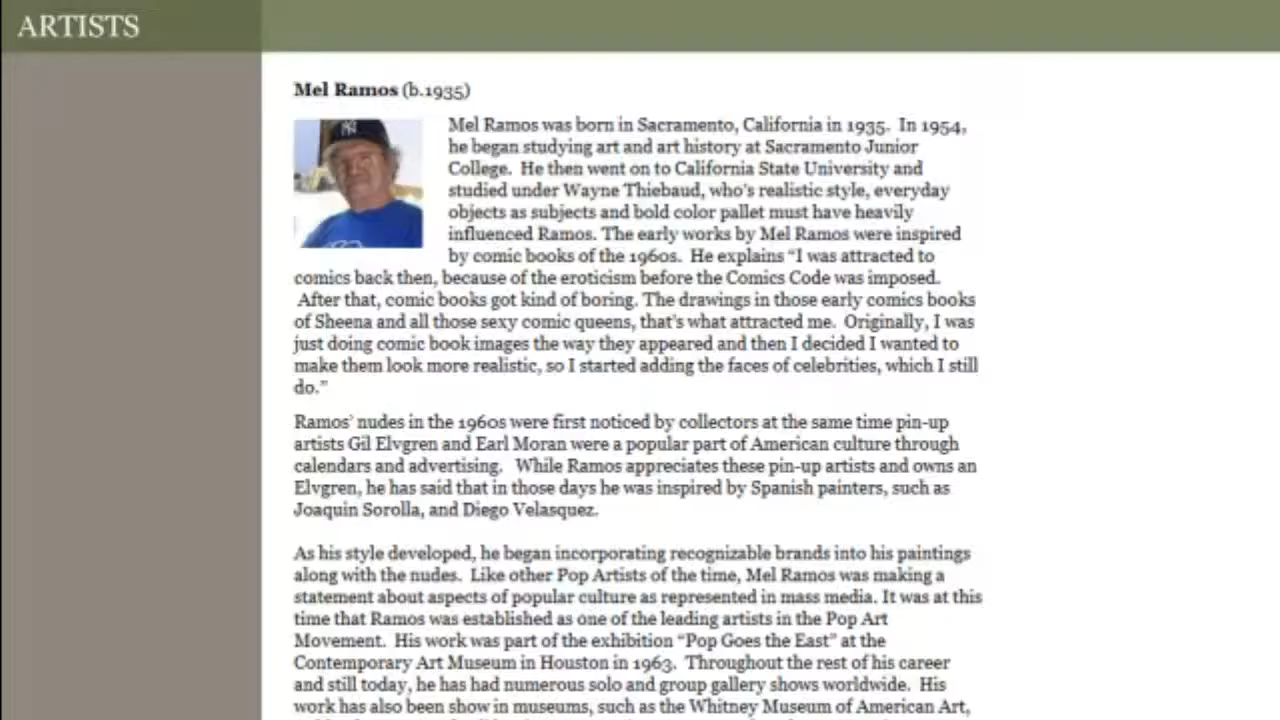 ARTISTS
Mel Ramos (b.1935)
Mel Ramos was born in Sacramento, California in 1935. In 1954,
he began studying art and art history at Sacramento Junior
College. He then went on to California State University and
studied under Wayne Thiebaud, who's realistic style, everyday
objects as subjects and bold color pallet must have heavily
influenced Ramos. The early works by Mel Ramos were inspired
by comic books of the 1960s. He explains “I was attracted to
comics back then, because of the eroticism before the Comics Code was imposed.
After that, comic books got kind of boring. The drawings in those early comics books
of Sheena and all those sexy comic queens, that's what attracted me. Originally, I was
just doing comic book images the way they appeared and then I decided I wanted to
make them look more realistic, so I started adding the faces of celebrities, which I still
do.”
Ramos’ nudes in the 1960s were first noticed by collectors at the same time pin-up
artists Gil Elvgren and Earl Moran were a popular part of American culture through
calendars and advertising. While Ramos appreciates these pin-up artists and owns an
Elvgren, he has said that in those days he was inspired by Spanish painters, such as
Joaquin Sorolla, and Diego Velasquez.
As his style developed, he began incorporating recognizable brands into his paintings
along with the nudes. Like other Pop Artists of the time, Mel Ramos was making a
statement about aspects of popular culture as represented in mass media. It was at this
time that Ramos was established as one of the leading artists in the Pop Art
Movement. His work was part of the exhibition “Pop Goes the East” at the
Contemporary Art Museum in Houston in 1963. Throughout the rest of his career
and still today, he has had numerous solo and group gallery shows worldwide. His
work has also been show in museums, such as the Whitney Museum of American Art,